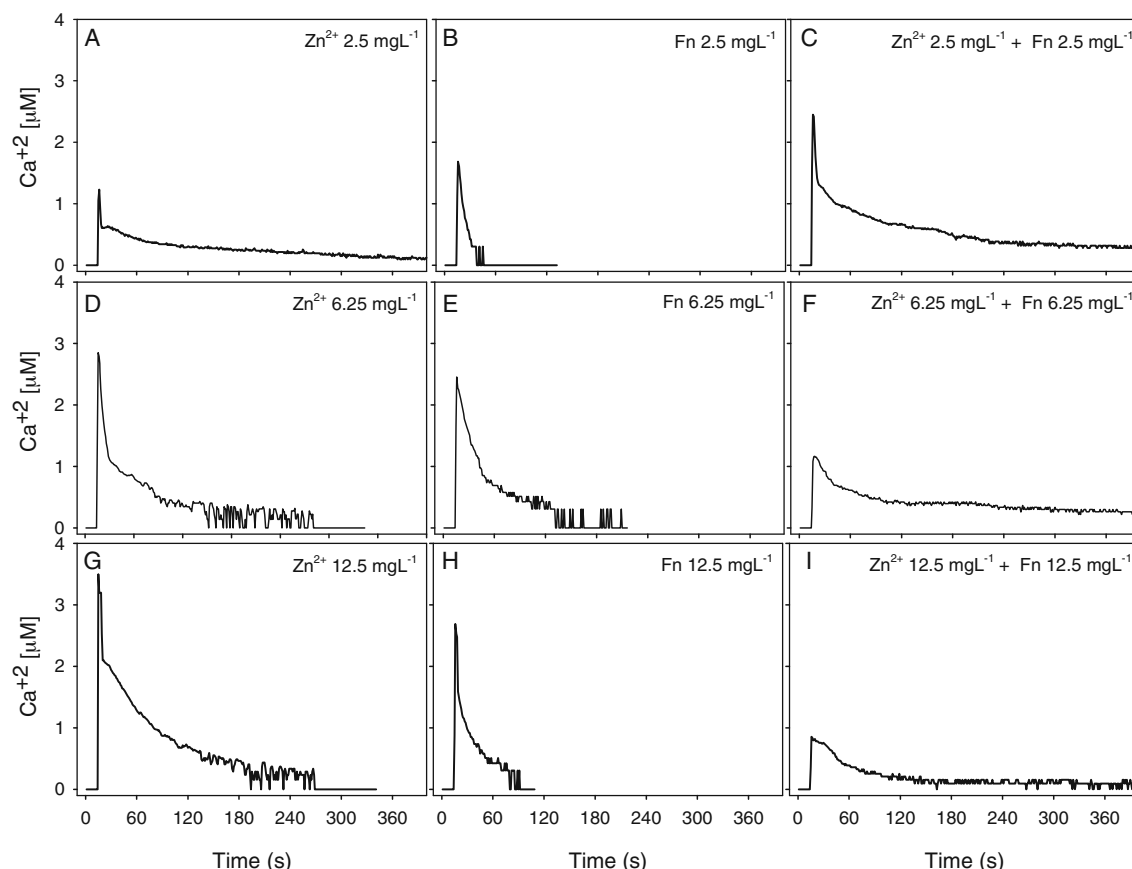 A Zn²⁺ 2.5 mgL⁻¹
B Fn 2.5 mgL⁻¹
C Zn²⁺ 2.5 mgL⁻¹ + Fn 2.5 mgL⁻¹
4
3
2
1
0
Ca⁺² [µM]
D Zn²⁺ 6.25 mgL⁻¹
E Fn 6.25 mgL⁻¹
F Zn²⁺ 6.25 mgL⁻¹ + Fn 6.25 mgL⁻¹
4
3
2
1
0
Ca⁺² [µM]
G Zn²⁺ 12.5 mgL⁻¹
H Fn 12.5 mgL⁻¹
I Zn²⁺ 12.5 mgL⁻¹ + Fn 12.5 mgL⁻¹
4
3
2
1
0
Ca⁺² [µM]
0 60 120 180 240 300 360
0 60 120 180 240 300 360
0 60 120 180 240 300 360
Time (s)
Time (s)
Time (s)